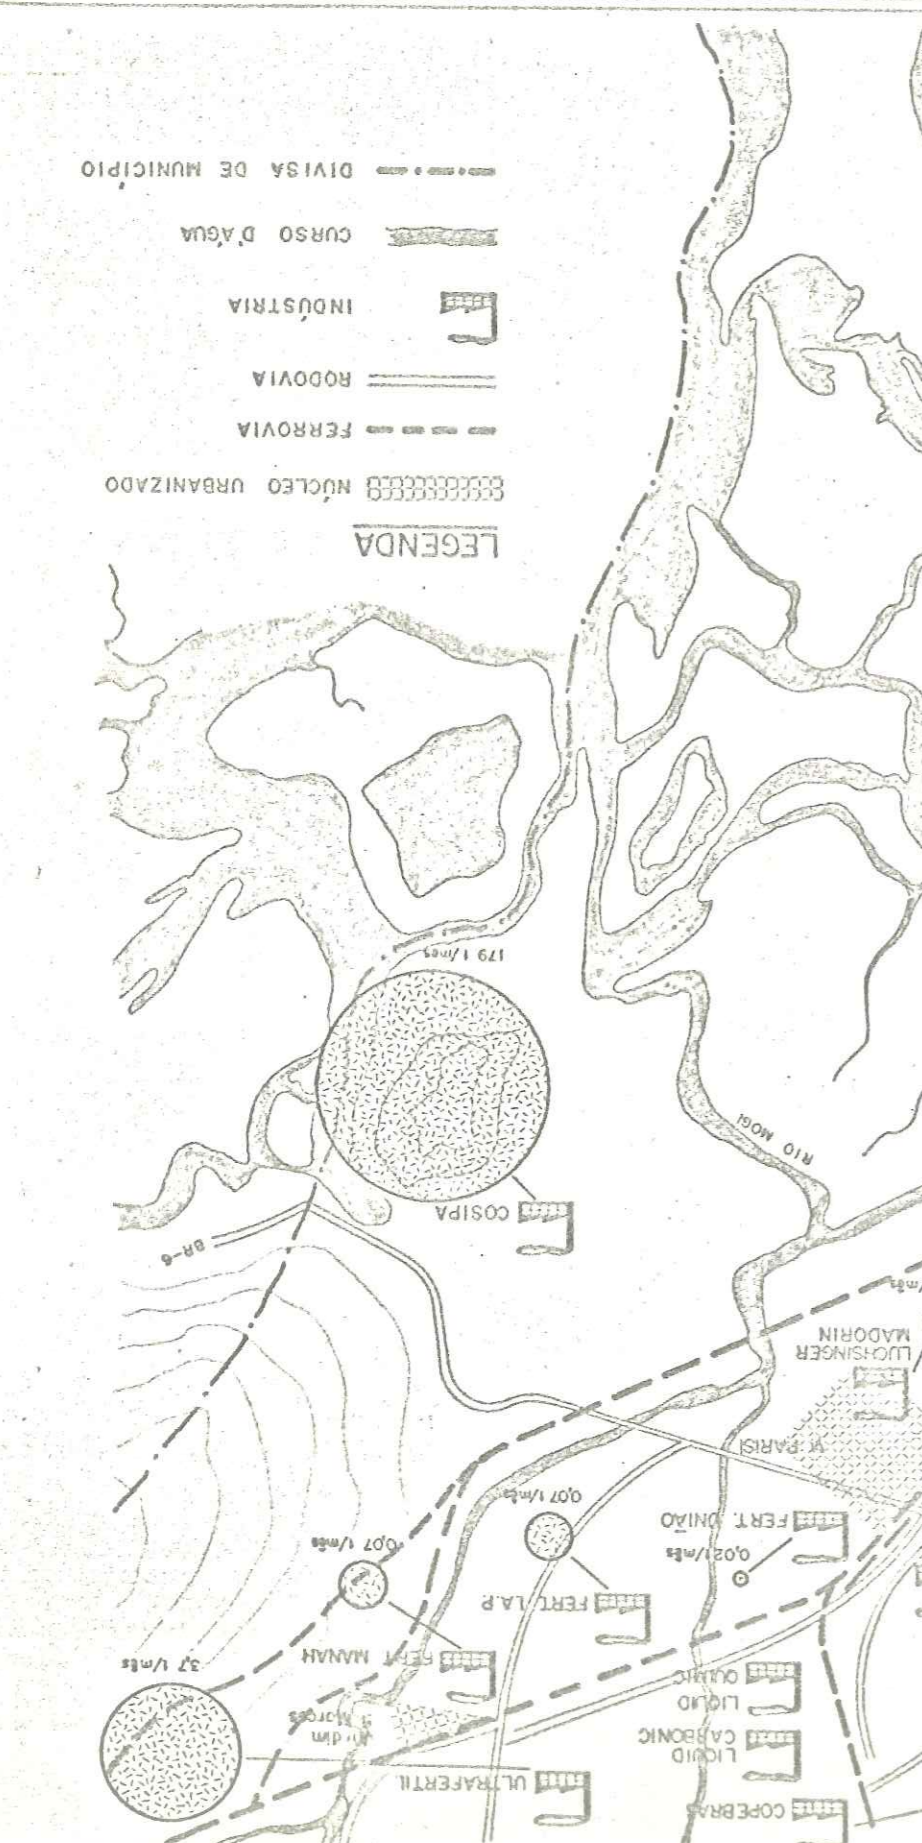 COPEBRAS
ULTRAFERTIL
LIQUID
CARBONIC
LIQUID
QUIMIC
3,7 t/mês
FERT. MANAH
FERT. I.A.P.
0,07 t/mês
0,07 t/mês
0,02 t/mês
FERT. UNIÃO
V. PARISI
LUCHSINGER
MADORIN
BR-6
COSIPA
RIO MOGI
179 t/mês
LEGENDA
NÚCLEO URBANIZADO
FERROVIA
RODOVIA
INDÚSTRIA
CURSO D'ÁGUA
DIVISA DE MUNICÍPIO